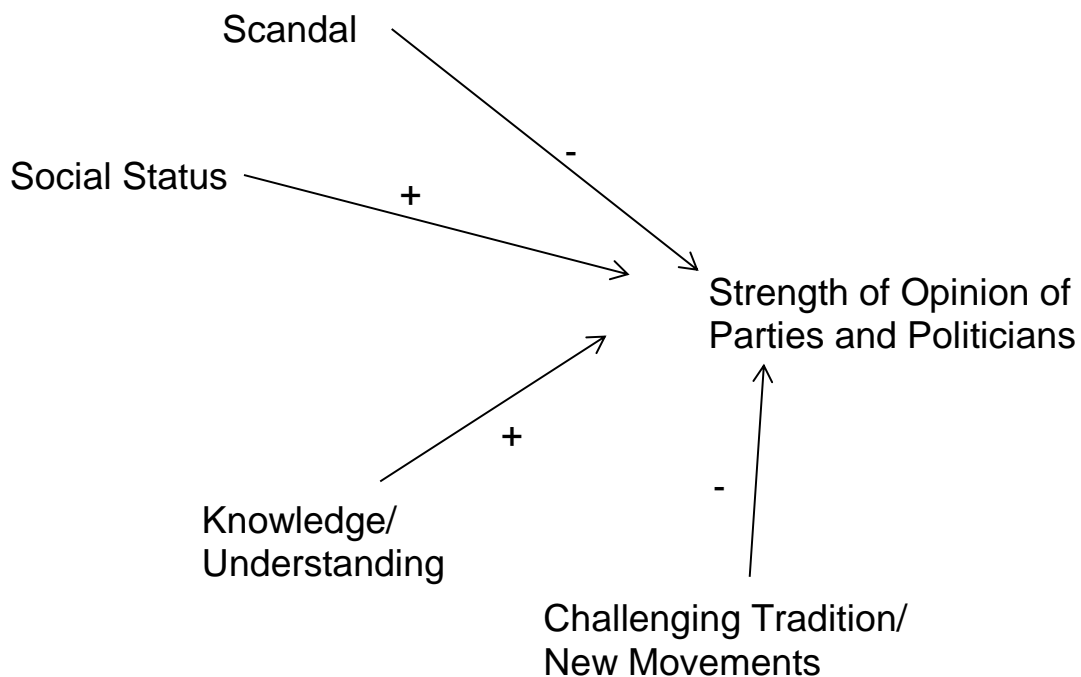 Scandal
-
Social Status
+
Strength of Opinion of
Parties and Politicians
+
-
Knowledge/
Understanding
Challenging Tradition/
New Movements